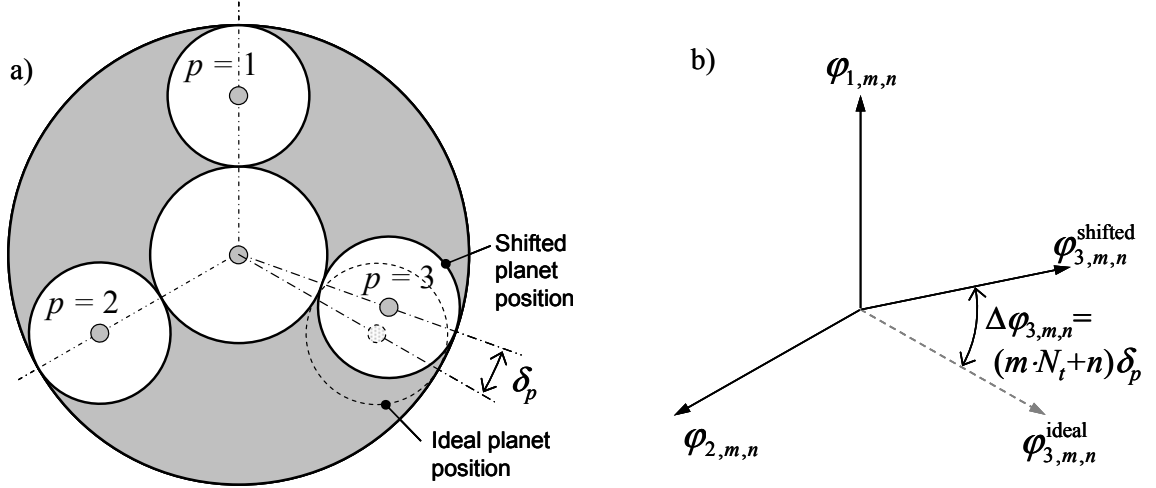 a)
p = 1
p = 2
p = 3
Shifted
planet
position
δp
Ideal planet
position
b)
φ1,m,n
φ2,m,n
φ3,m,n shifted
Δφ3,m,n=
(m·Nt+n)δp
φ3,m,n ideal